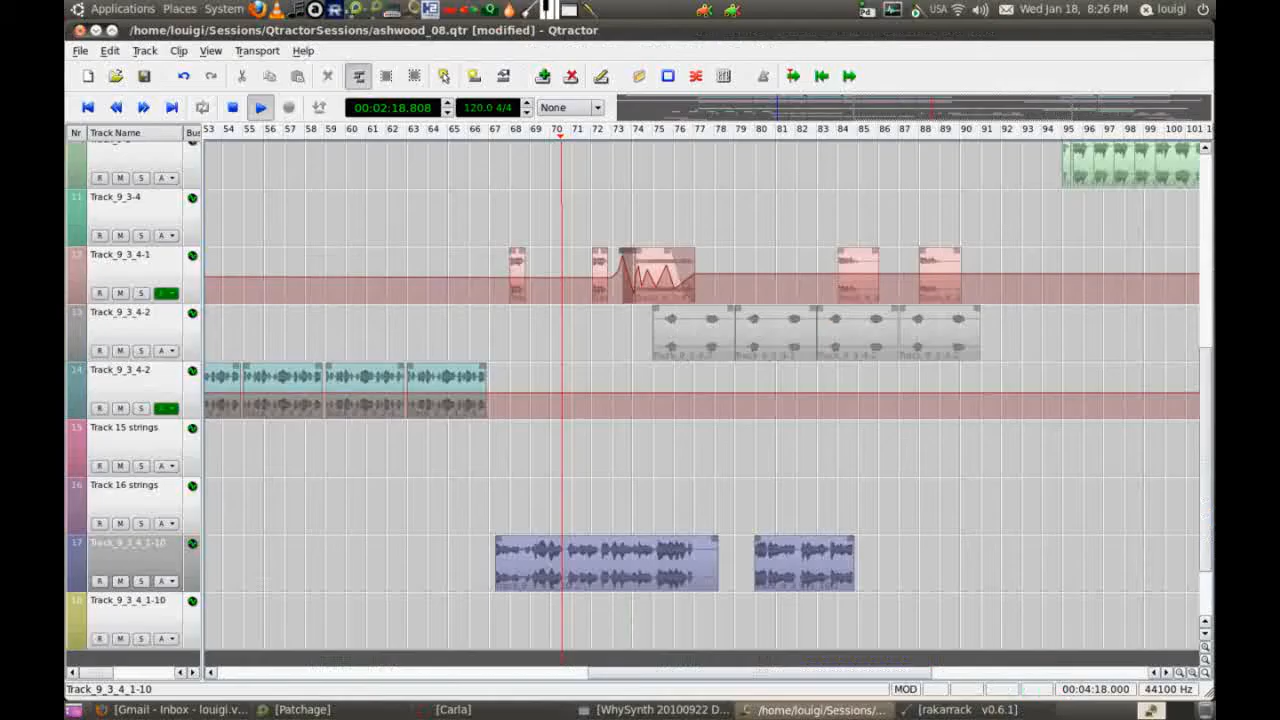 Applications Places System USA Wed Jan 18, 8:26 PM louigi
/home/louigi/Sessions/QtractorSessions/ashwood_08.qtr [modified] - Qtractor
File Edit Track Clip View Transport Help
00:02:18.808 120.0 4/4 None
Nr Track Name Bus 53 54 55 56 57 58 59 60 61 62 63 64 65 66 67 68 69 70 71 72 73 74 75 76 77 78 79 80 81 82 83 84 85 86 87 88 89 90 91 92 93 94 95 96 97 98 99 100 101
R M S A
11 Track_9_3-4
R M S A
12 Track_9_3_4-1
R M S A
13 Track_9_3_4-2
R M S A
14 Track_9_3_4-2
R M S A
15 Track 15 strings
R M S A
16 Track 16 strings
R M S A
17 Track_9_3_4_1-10
R M S A
18 Track_9_3_4_1-10
R M S A
Track_9_3_4_1-10 MOD 00:04:18.000 44100 Hz
[Gmail - Inbox - louigi.v... [Patchage] [Carla] [WhySynth 20100922 D... /home/louigi/Sessions/... [rakarrack v0.6.1]